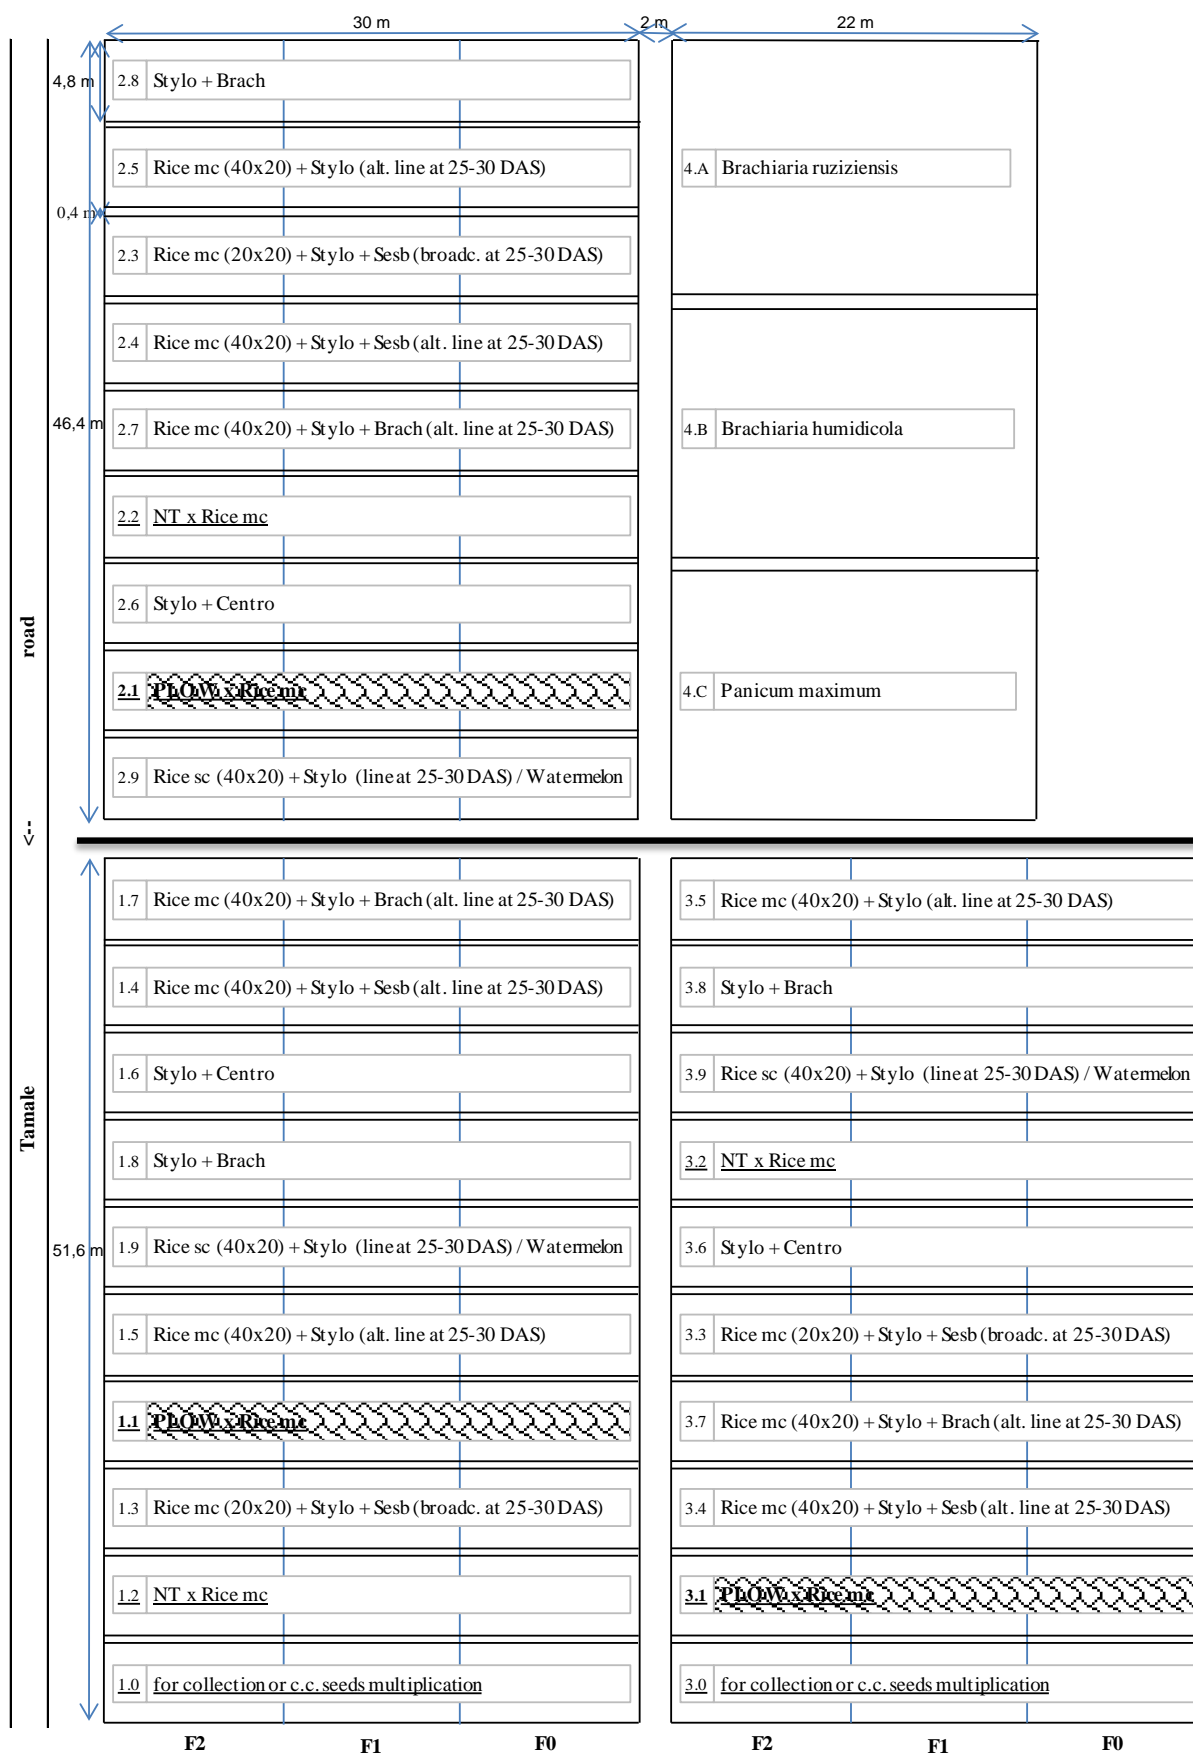 30 m
2 m
22 m
4,8 m
2.8 Stylo + Brach
2.5 Rice mc (40x20) + Stylo (alt. line at 25-30 DAS)
4.A Brachiaria ruziziensis
0,4 m
2.3 Rice mc (20x20) + Stylo + Sesb (broadc. at 25-30 DAS)
2.4 Rice mc (40x20) + Stylo + Sesb (alt. line at 25-30 DAS)
46,4 m
2.7 Rice mc (40x20) + Stylo + Brach (alt. line at 25-30 DAS)
4.B Brachiaria humidicola
2.2 NT x Rice mc
2.6 Stylo + Centro
road
2.1 PLOW x Rice mc
4.C Panicum maximum
2.9 Rice sc (40x20) + Stylo (line at 25-30 DAS) / Watermelon
<--
1.7 Rice mc (40x20) + Stylo + Brach (alt. line at 25-30 DAS)
3.5 Rice mc (40x20) + Stylo (alt. line at 25-30 DAS)
1.4 Rice mc (40x20) + Stylo + Sesb (alt. line at 25-30 DAS)
3.8 Stylo + Brach
1.6 Stylo + Centro
3.9 Rice sc (40x20) + Stylo (line at 25-30 DAS) / Watermelon
Tamale
1.8 Stylo + Brach
3.2 NT x Rice mc
51,6 m
1.9 Rice sc (40x20) + Stylo (line at 25-30 DAS) / Watermelon
3.6 Stylo + Centro
1.5 Rice mc (40x20) + Stylo (alt. line at 25-30 DAS)
3.3 Rice mc (20x20) + Stylo + Sesb (broadc. at 25-30 DAS)
1.1 PLOW x Rice mc
3.7 Rice mc (40x20) + Stylo + Brach (alt. line at 25-30 DAS)
1.3 Rice mc (20x20) + Stylo + Sesb (broadc. at 25-30 DAS)
3.4 Rice mc (40x20) + Stylo + Sesb (alt. line at 25-30 DAS)
1.2 NT x Rice mc
3.1 PLOW x Rice mc
1.0 for collection or c.c. seeds multiplication
3.0 for collection or c.c. seeds multiplication
F2 F1 F0
F2 F1 F0